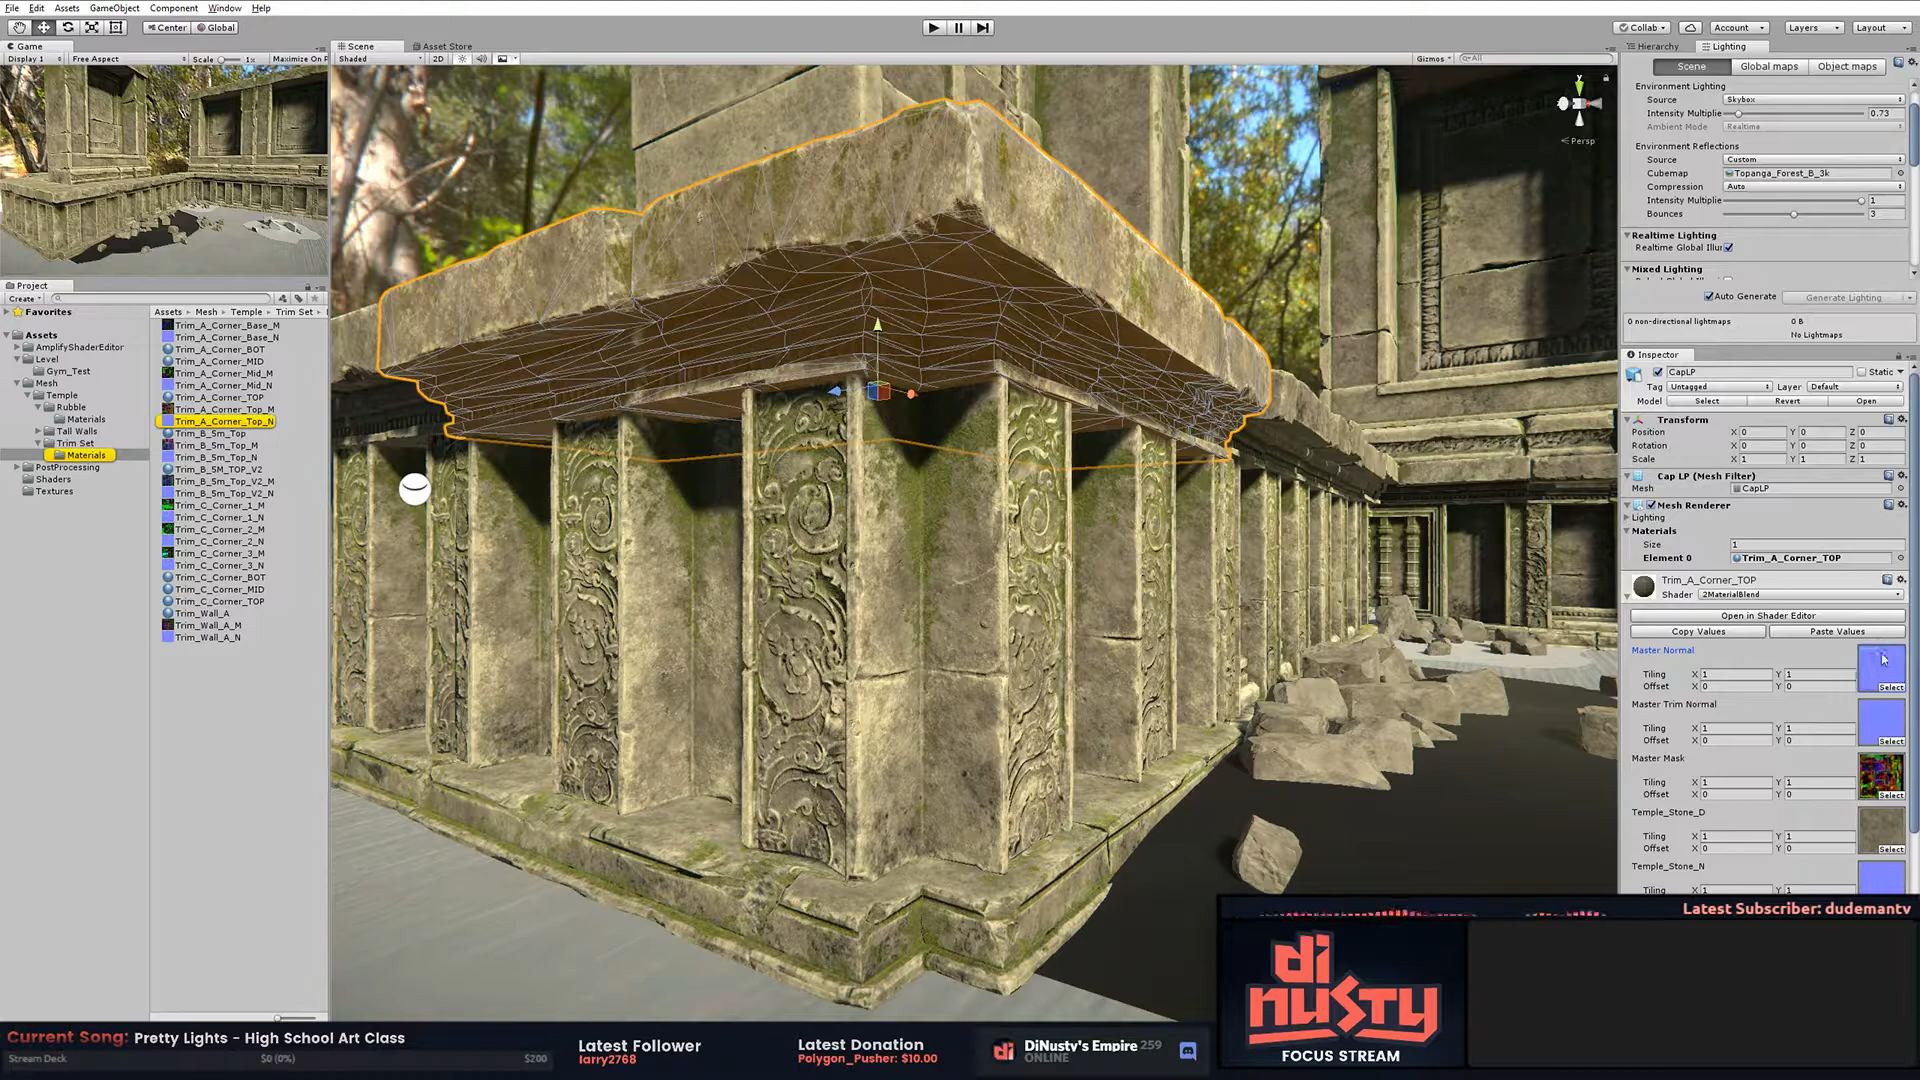 File Edit Assets GameObject Component Window Help
Center Global
Collab Account Layers Layout
Game
Display 1 Free Aspect Scale 1x Maximize On P
Scene Asset Store
Shaded 2D Gizmos All
y
Persp
Hierarchy Lighting
Scene Global maps Object maps
Environment Lighting
Source Skybox
Intensity Multiplie 0.73
Ambient Mode Realtime
Environment Reflections
Source Custom
Cubemap Topanga_Forest_B_3k
Compression Auto
Intensity Multiplie 1
Bounces 3
Realtime Lighting
Realtime Global Illur
Mixed Lighting
Auto Generate Generate Lighting
0 non-directional lightmaps 0 B
No Lightmaps
Project
Create
Favorites
Assets
AmplifyShaderEditor
Level
Gym_Test
Mesh
Temple
Rubble
Materials
Tall Walls
Trim Set
Materials
PostProcessing
Shaders
Textures
Assets Mesh Temple Trim Set
Trim_A_Corner_Base_M
Trim_A_Corner_Base_N
Trim_A_Corner_BOT
Trim_A_Corner_MID
Trim_A_Corner_Mid_M
Trim_A_Corner_Mid_N
Trim_A_Corner_TOP
Trim_A_Corner_Top_M
Trim_A_Corner_Top_N
Trim_B_5m_Top
Trim_B_5m_Top_M
Trim_B_5m_Top_N
Trim_B_5M_TOP_V2
Trim_B_5m_Top_V2_M
Trim_B_5m_Top_V2_N
Trim_C_Corner_1_M
Trim_C_Corner_1_N
Trim_C_Corner_2_M
Trim_C_Corner_2_N
Trim_C_Corner_3_M
Trim_C_Corner_3_N
Trim_C_Corner_BOT
Trim_C_Corner_MID
Trim_C_Corner_TOP
Trim_Wall_A
Trim_Wall_A_M
Trim_Wall_A_N
Inspector
CapLP Static
Tag Untagged Layer Default
Model Select Revert Open
Transform
Position X 0 Y 0 Z 0
Rotation X 0 Y 0 Z 0
Scale X 1 Y 1 Z 1
Cap LP (Mesh Filter)
Mesh CapLP
Mesh Renderer
Lighting
Materials
Size 1
Element 0 Trim_A_Corner_TOP
Trim_A_Corner_TOP
Shader 2MaterialBlend
Open in Shader Editor
Copy Values Paste Values
Master Normal
Tiling X 1 Y 1
Offset X 0 Y 0 Select
Master Trim Normal
Tiling X 1 Y 1
Offset X 0 Y 0 Select
Master Mask
Tiling X 1 Y 1
Offset X 0 Y 0 Select
Temple_Stone_D
Tiling X 1 Y 1
Offset X 0 Y 0 Select
Temple_Stone_N
Tiling X 1 Y 1
Latest Subscriber: dudemantv
di
nusty
FOCUS STREAM
Current Song: Pretty Lights - High School Art Class
Stream Deck $0 (0%) $200
Latest Follower
larry2768
Latest Donation
Polygon_Pusher: $10.00
di DiNusty's Empire 259
ONLINE